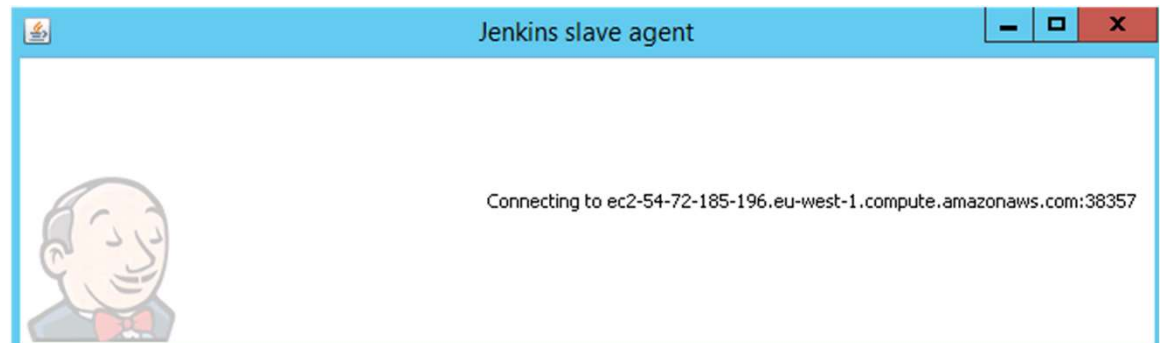 Jenkins slave agent
Connecting to ec2-54-72-185-196.eu-west-1.compute.amazonaws.com:38357